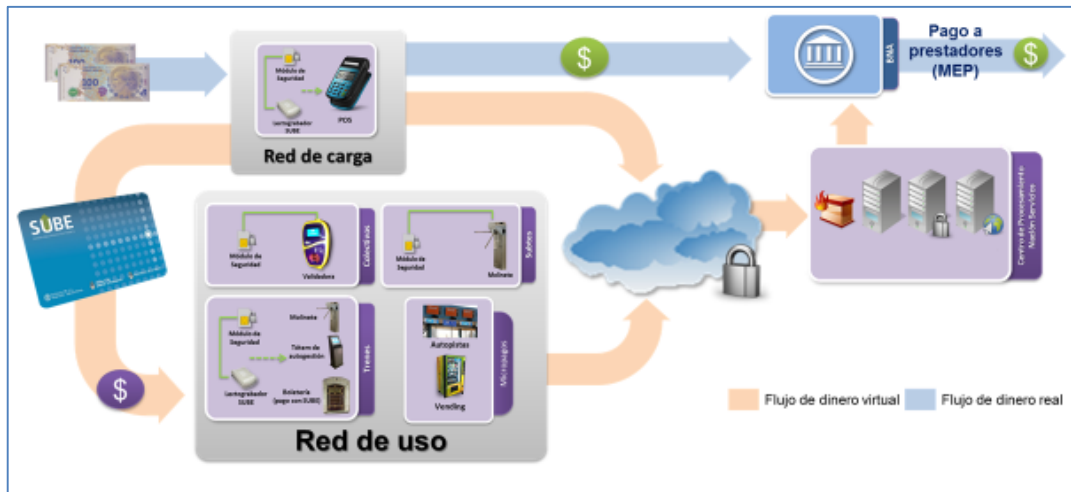 100
100
Módulo de
Seguridad
Lectograbador
SUBE
POS
Red de carga
$
BNA
Pago a
prestadores
(MEP)
$
SUBE
$
Módulo de
Seguridad
Validadora
Colectivos
Módulo de
Seguridad
Molinete
Subtes
Módulo de
Seguridad
Lectograbador
SUBE
Molinete
Tótem de
autogestión
Boletería
(pago con SUBE)
Trenes
Autopistas
Vending
Micropagos
Red de uso
Centro de Procesamiento
Nación Servicios
Flujo de dinero virtual
Flujo de dinero real